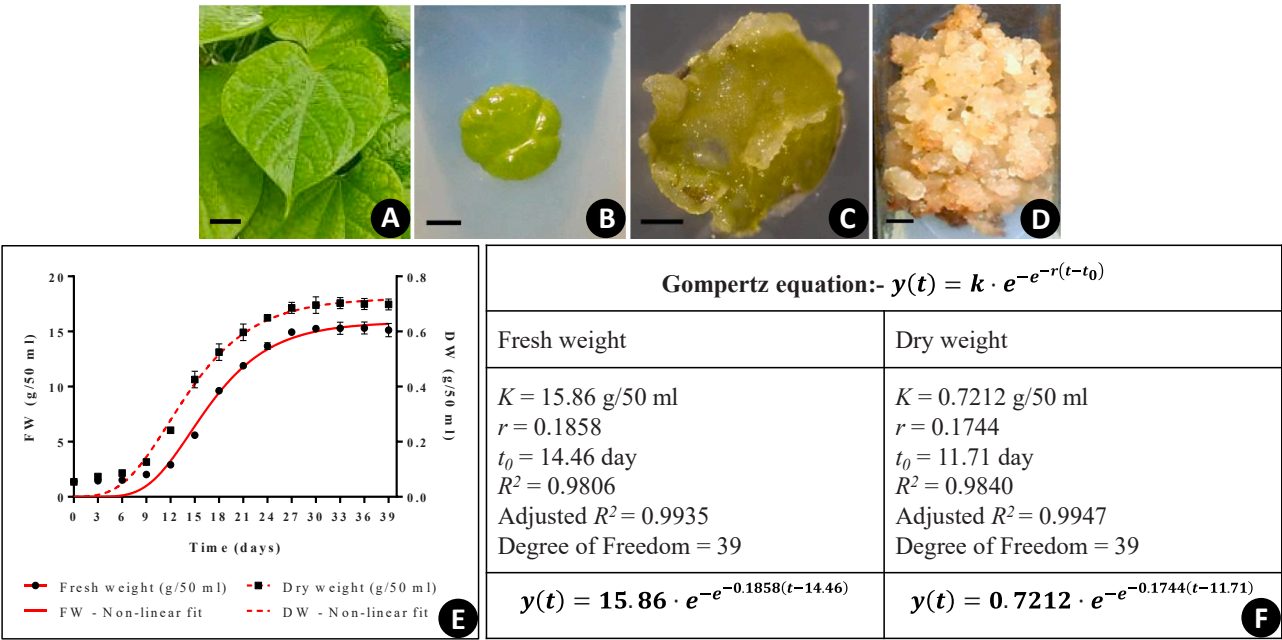 A
B
C
D
20
15
10
5
0
FW (g/50 ml)
0.8
0.6
0.4
0.2
0.0
DW (g/50 ml)
0 3 6 9 12 15 18 21 24 27 30 33 36 39
Time (days)
Fresh weight (g/50 ml) Dry weight (g/50 ml)
FW - Non-linear fit DW - Non-linear fit
E
Gompertz equation:- y(t) = k · e^{-e^{-r(t-t₀)}}
Fresh weight
K = 15.86 g/50 ml
r = 0.1858
t₀ = 14.46 day
R² = 0.9806
Adjusted R² = 0.9935
Degree of Freedom = 39
y(t) = 15.86 · e^{-e^{-0.1858(t-14.46)}}
Dry weight
K = 0.7212 g/50 ml
r = 0.1744
t₀ = 11.71 day
R² = 0.9840
Adjusted R² = 0.9947
Degree of Freedom = 39
y(t) = 0.7212 · e^{-e^{-0.1744(t-11.71)}}
F